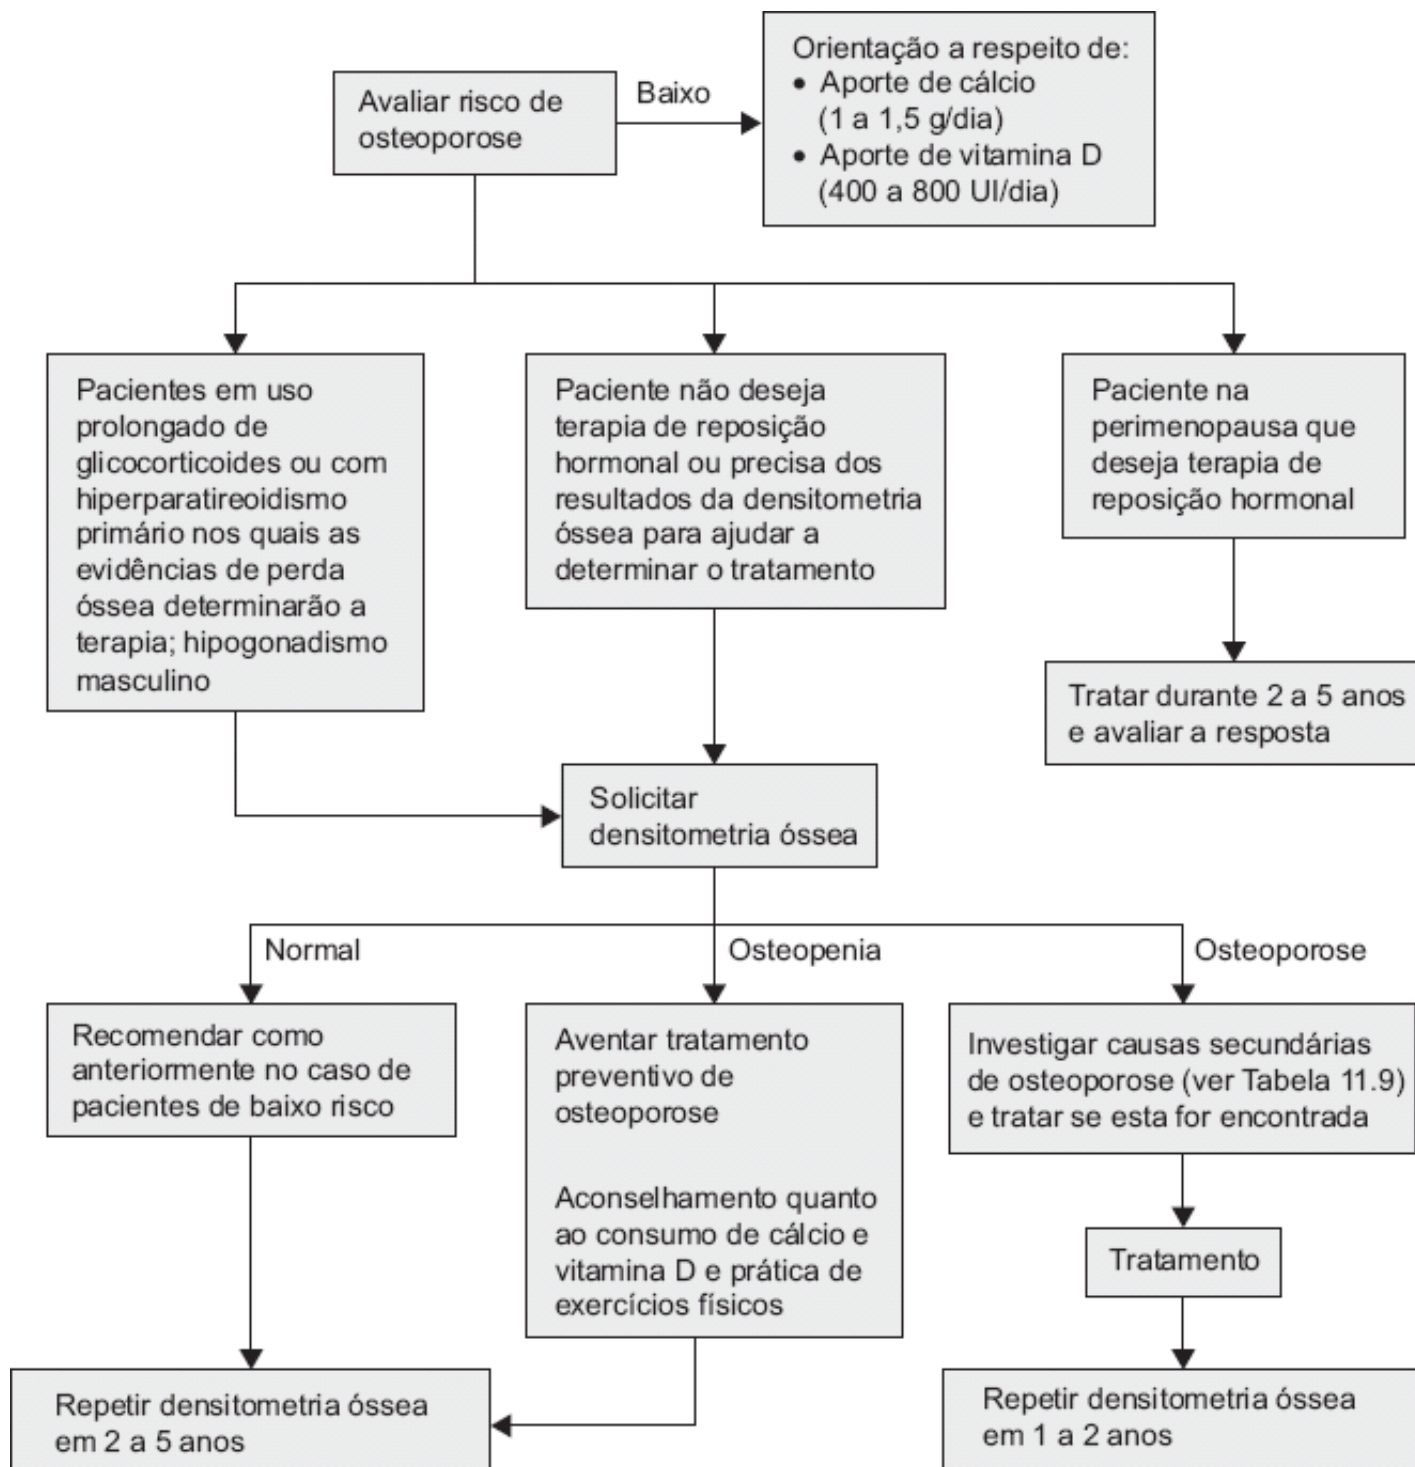 Avaliar risco de
osteoporose
Baixo
Orientação a respeito de:
• Aporte de cálcio
(1 a 1,5 g/dia)
• Aporte de vitamina D
(400 a 800 UI/dia)
Pacientes em uso
prolongado de
glicocorticoides ou com
hiperparatireoidismo
primário nos quais as
evidências de perda
óssea determinarão a
terapia; hipogonadismo
masculino
Paciente não deseja
terapia de reposição
hormonal ou precisa dos
resultados da densitometria
óssea para ajudar a
determinar o tratamento
Paciente na
perimenopausa que
deseja terapia de
reposição hormonal
Tratar durante 2 a 5 anos
e avaliar a resposta
Solicitar
densitometria óssea
Normal
Osteopenia
Osteoporose
Recomendar como
anteriormente no caso de
pacientes de baixo risco
Aventar tratamento
preventivo de
osteoporose
Aconselhamento quanto
ao consumo de cálcio e
vitamina D e prática de
exercícios físicos
Investigar causas secundárias
de osteoporose (ver Tabela 11.9)
e tratar se esta for encontrada
Tratamento
Repetir densitometria óssea
em 2 a 5 anos
Repetir densitometria óssea
em 1 a 2 anos